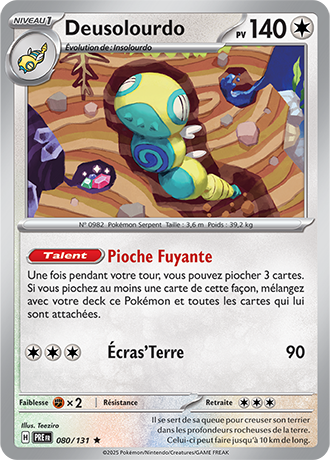 NIVEAU 1
Deusolourdo
PV 140
Évolution de : Insolourdo
N° 0982 Pokémon Serpent Taille : 3,6 m Poids : 39,2 kg
Talent Pioche Fuyante
Une fois pendant votre tour, vous pouvez piocher 3 cartes.
Si vous piochez au moins une carte de cette façon, mélangez
avec votre deck ce Pokémon et toutes les cartes qui lui
sont attachées.
Écras'Terre 90
Faiblesse ×2 Résistance Retraite
Illus. Teeziro
H PRE FR 080/131 ★
Il se sert de sa queue pour creuser son terrier
dans les profondeurs rocheuses de la terre.
Celui-ci peut faire jusqu'à 10 km de long.
©2025 Pokémon/Nintendo/Creatures/GAME FREAK